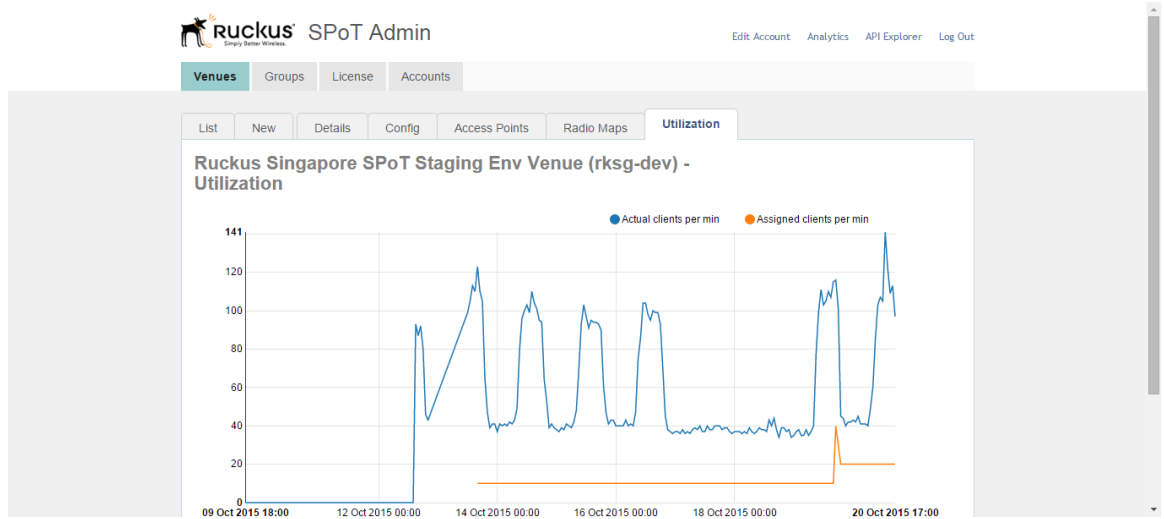 Ruckus SPoT Admin
Simply Better Wireless.
Edit Account Analytics API Explorer Log Out
Venues Groups License Accounts
List New Details Config Access Points Radio Maps Utilization
Ruckus Singapore SPoT Staging Env Venue (rksg-dev) -
Utilization
Actual clients per min Assigned clients per min
141
120
100
80
60
40
20
0
09 Oct 2015 18:00 12 Oct 2015 00:00 14 Oct 2015 00:00 16 Oct 2015 00:00 18 Oct 2015 00:00 20 Oct 2015 17:00